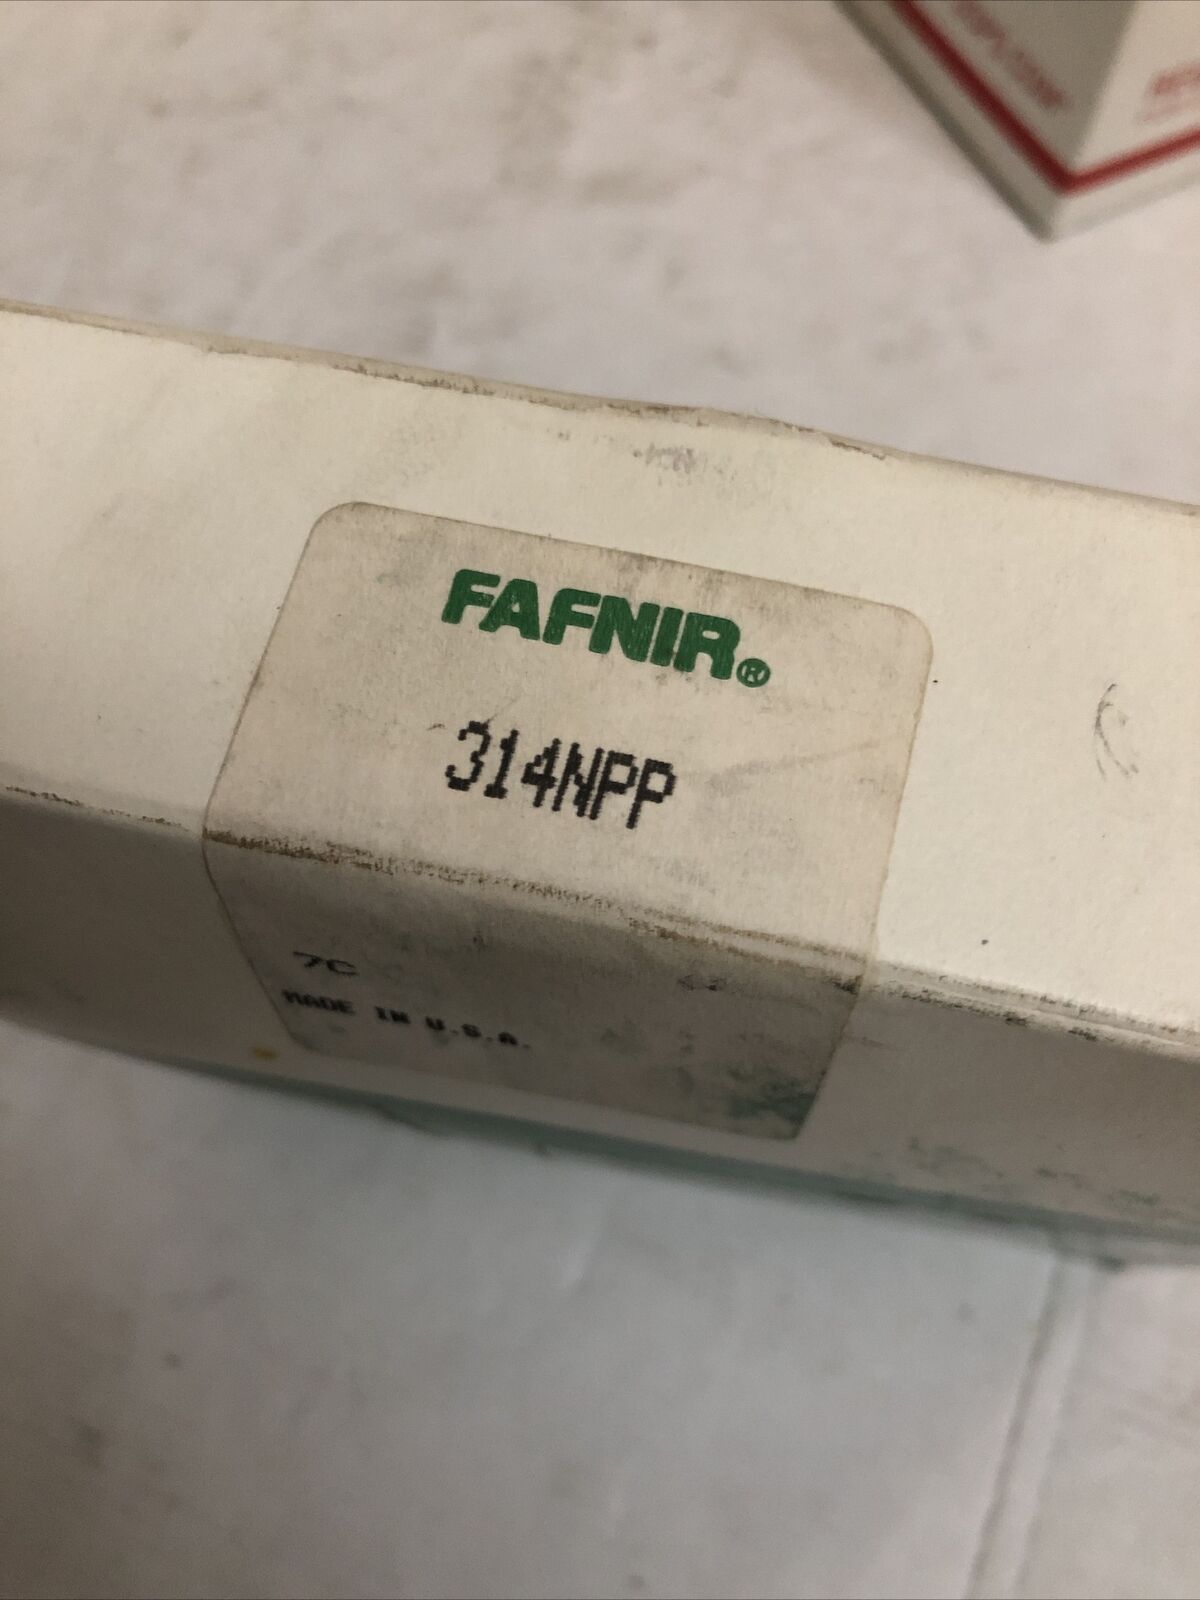 FAFNIR®
314NPP
7C
MADE IN U.S.A.